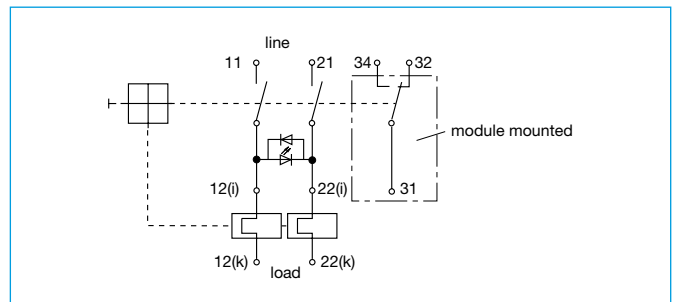 line
11 21 34 32
module mounted
12(i) 22(i) 31
12(k) 22(k)
load